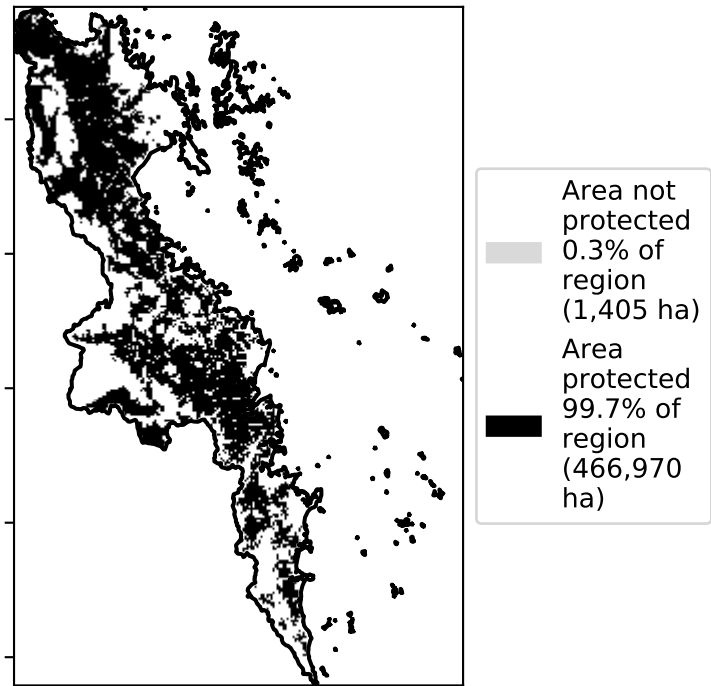 Area not
protected
0.3% of
region
(1,405 ha)
Area
protected
99.7% of
region
(466,970
ha)